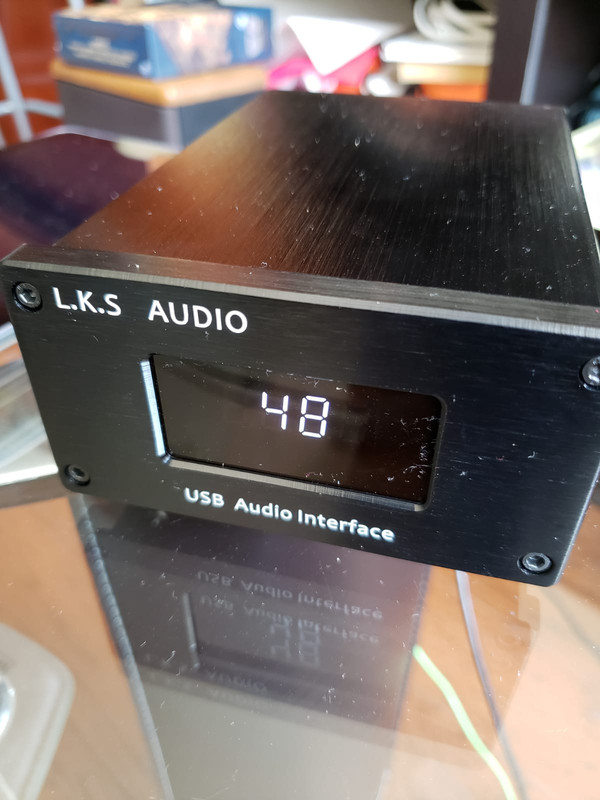 L.K.S AUDIO
48
USB Audio Interface